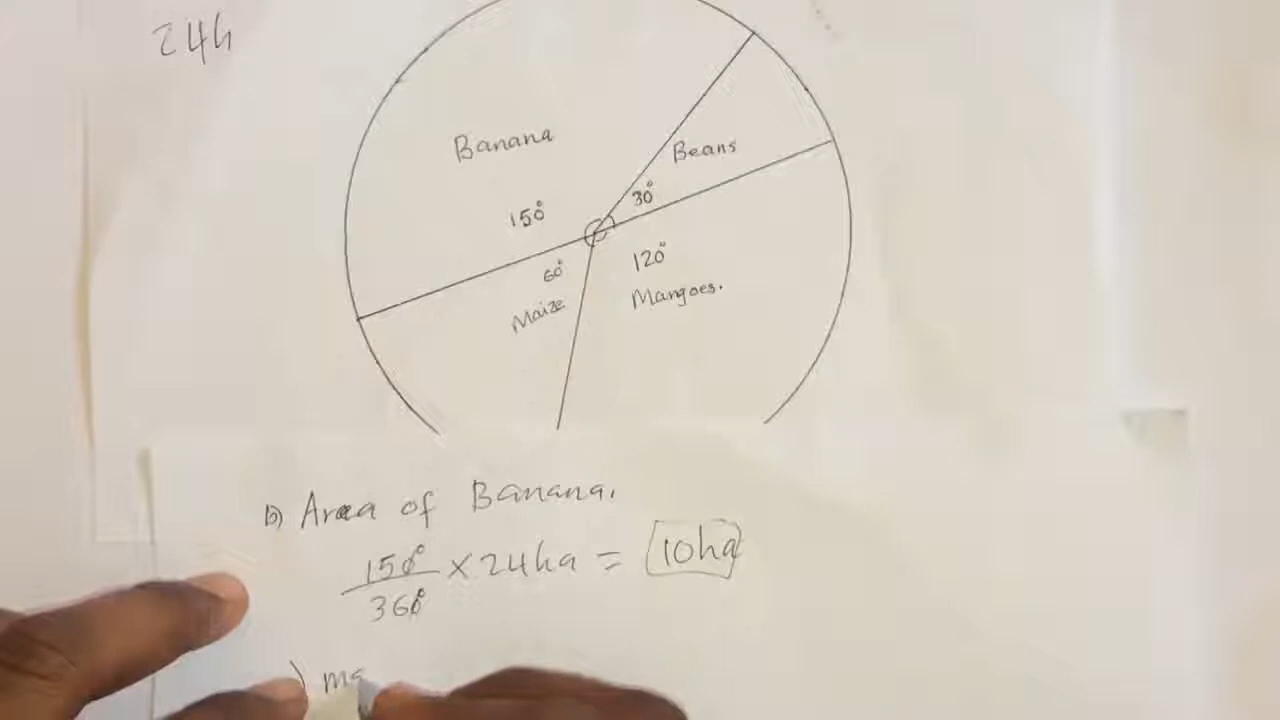 24h
Banana
Beans
150°
30°
60°
120°
Maize
Mangoes.
b) Area of Banana.
150°/360° × 24ha = 10ha
)